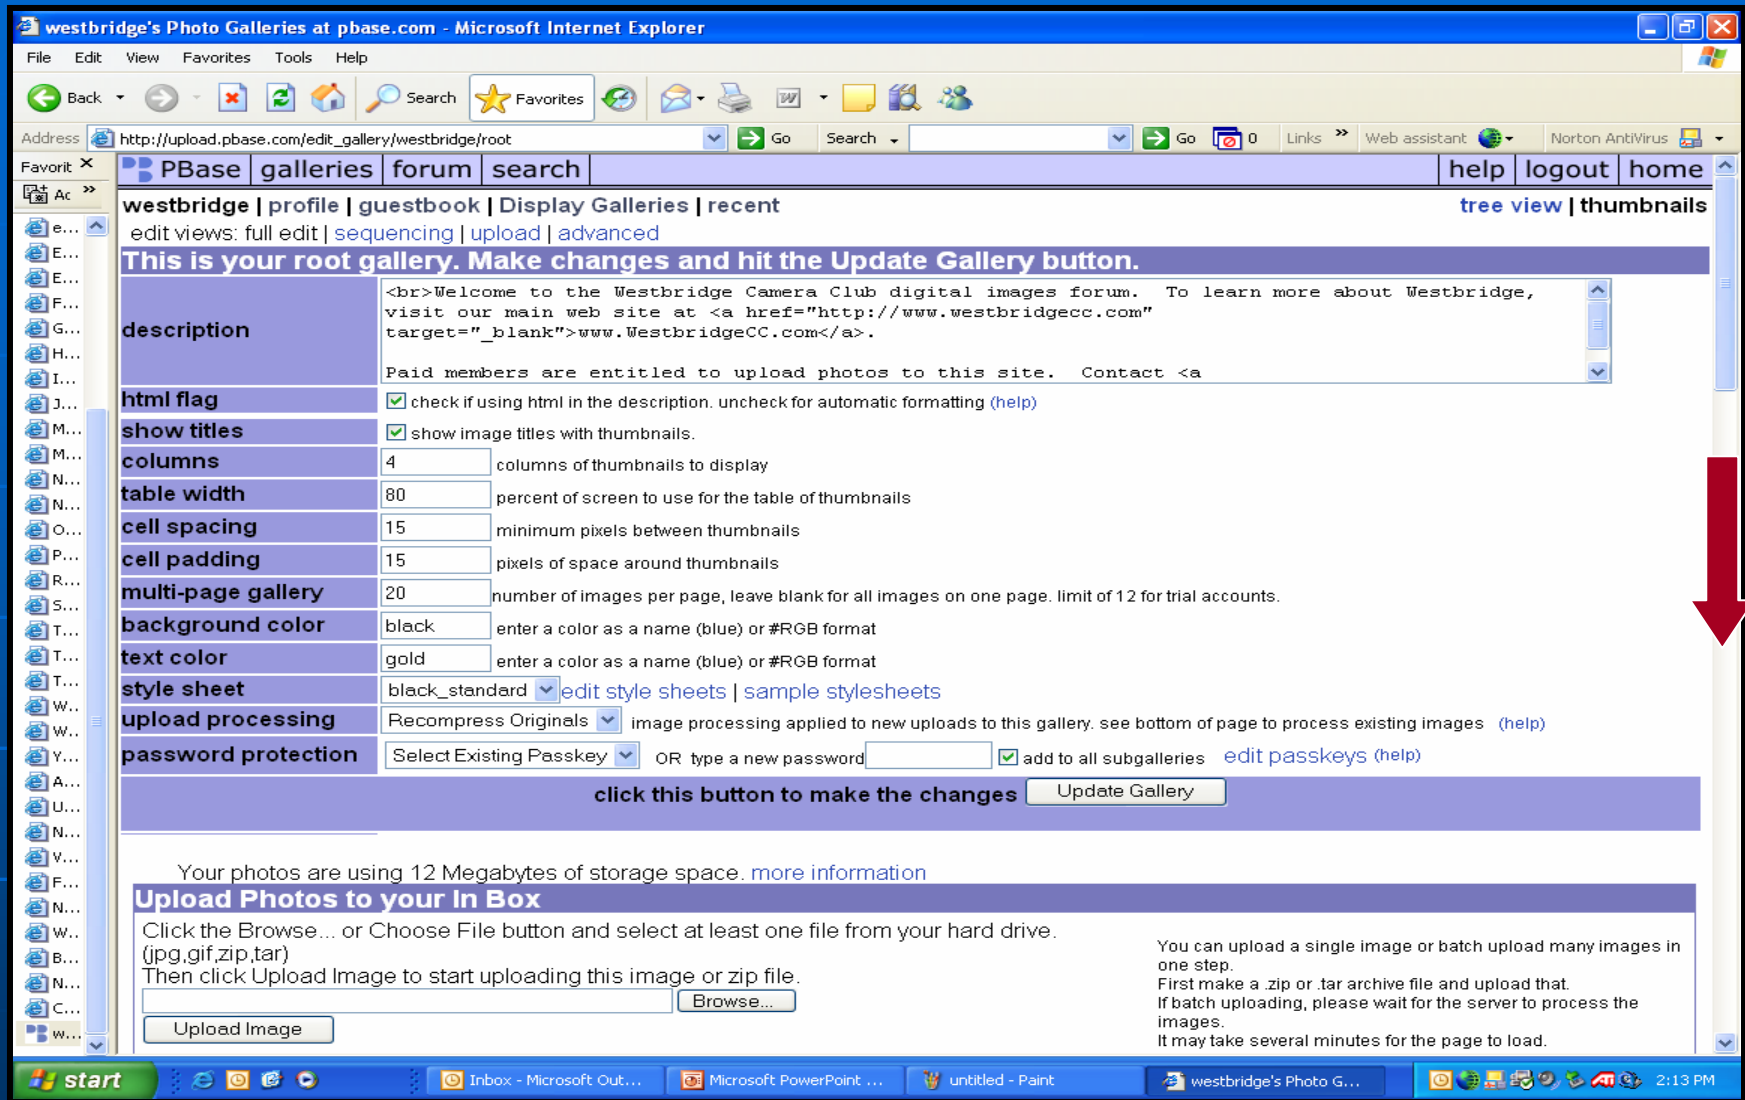 westbridge's Photo Galleries at pbase.com - Microsoft Internet Explorer
File Edit View Favorites Tools Help
Back Search Favorites
Address http://upload.pbase.com/edit_gallery/westbridge/root Go Search Go 0 Links » Web assistant Norton AntiVirus
Favorit × PBase galleries forum search help logout home
Ac »
westbridge | profile | guestbook | Display Galleries | recent tree view | thumbnails
edit views: full edit | sequencing | upload | advanced
This is your root gallery. Make changes and hit the Update Gallery button.
description
<br>Welcome to the Westbridge Camera Club digital images forum. To learn more about Westbridge,
visit our main web site at <a href="http://www.westbridgecc.com"
target="_blank">www.WestbridgeCC.com</a>.
Paid members are entitled to upload photos to this site. Contact <a
html flag check if using html in the description. uncheck for automatic formatting (help)
show titles show image titles with thumbnails.
columns 4 columns of thumbnails to display
table width 80 percent of screen to use for the table of thumbnails
cell spacing 15 minimum pixels between thumbnails
cell padding 15 pixels of space around thumbnails
multi-page gallery 20 number of images per page, leave blank for all images on one page. limit of 12 for trial accounts.
background color black enter a color as a name (blue) or #RGB format
text color gold enter a color as a name (blue) or #RGB format
style sheet black_standard edit style sheets | sample stylesheets
upload processing Recompress Originals image processing applied to new uploads to this gallery. see bottom of page to process existing images (help)
password protection Select Existing Passkey OR type a new password add to all subgalleries edit passkeys (help)
click this button to make the changes Update Gallery
Your photos are using 12 Megabytes of storage space. more information
Upload Photos to your In Box
Click the Browse... or Choose File button and select at least one file from your hard drive.
(jpg,gif,zip,tar)
Then click Upload Image to start uploading this image or zip file.
Browse...
Upload Image
You can upload a single image or batch upload many images in
one step.
First make a .zip or .tar archive file and upload that.
If batch uploading, please wait for the server to process the
images.
It may take several minutes for the page to load.
e...
E...
E...
F...
G...
H...
I...
J...
M...
M...
N...
N...
O...
P...
R...
S...
T...
T...
T...
W..
W..
Y...
A...
U...
N...
V...
F...
N...
W..
B...
N...
C...
w...
start Inbox - Microsoft Out... Microsoft PowerPoint ... untitled - Paint westbridge's Photo G... 2:13 PM